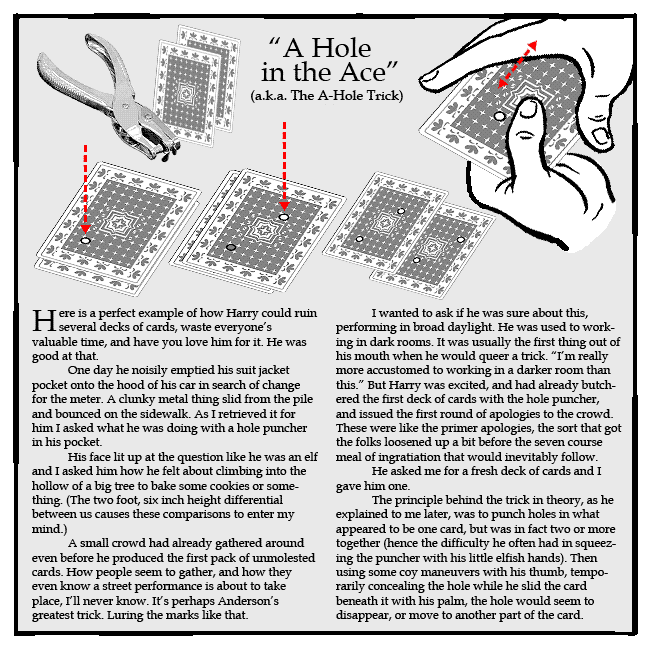 “A Hole
in the Ace”
(a.k.a. The A-Hole Trick)
Here is a perfect example of how Harry could ruin
several decks of cards, waste everyone’s
valuable time, and have you love him for it. He was
good at that.
One day he noisily emptied his suit jacket
pocket onto the hood of his car in search of change
for the meter. A clunky metal thing slid from the pile
and bounced on the sidewalk. As I retrieved it for
him I asked what he was doing with a hole puncher
in his pocket.
His face lit up at the question like he was an elf
and I asked him how he felt about climbing into the
hollow of a big tree to bake some cookies or some-
thing. (The two foot, six inch height differential
between us causes these comparisons to enter my
mind.)
A small crowd had already gathered around
even before he produced the first pack of unmolested
cards. How people seem to gather, and how they
even know a street performance is about to take
place, I’ll never know. It’s perhaps Anderson’s
greatest trick. Luring the marks like that.
I wanted to ask if he was sure about this,
performing in broad daylight. He was used to work-
ing in dark rooms. It was usually the first thing out of
his mouth when he would queer a trick. “I’m really
more accustomed to working in a darker room than
this.” But Harry was excited, and had already butch-
ered the first deck of cards with the hole puncher,
and issued the first round of apologies to the crowd.
These were like the primer apologies, the sort that got
the folks loosened up a bit before the seven course
meal of ingratiation that would inevitably follow.
He asked me for a fresh deck of cards and I
gave him one.
The principle behind the trick in theory, as he
explained to me later, was to punch holes in what
appeared to be one card, but was in fact two or more
together (hence the difficulty he often had in squeez-
ing the puncher with his little elfish hands). Then
using some coy maneuvers with his thumb, tempo-
rarily concealing the hole while he slid the card
beneath it with his palm, the hole would seem to
disappear, or move to another part of the card.